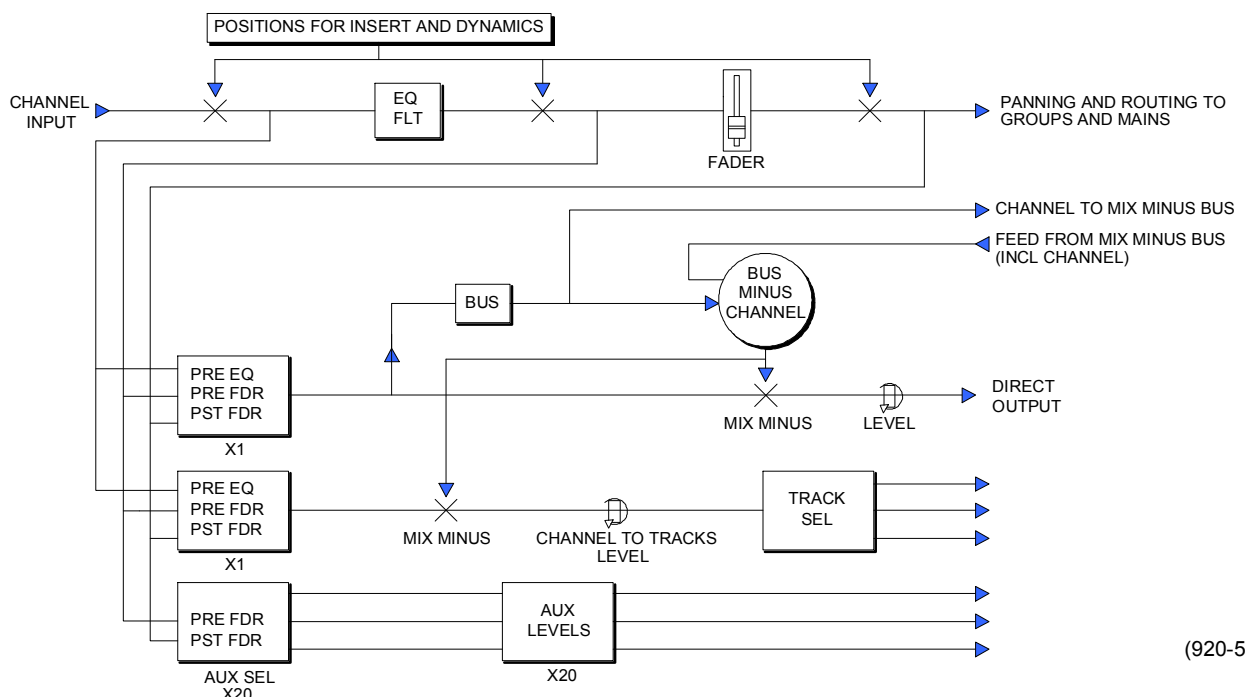 POSITIONS FOR INSERT AND DYNAMICS
CHANNEL
INPUT
EQ
FLT
FADER
PANNING AND ROUTING TO
GROUPS AND MAINS
CHANNEL TO MIX MINUS BUS
FEED FROM MIX MINUS BUS
(INCL CHANNEL)
BUS
BUS
MINUS
CHANNEL
PRE EQ
PRE FDR
PST FDR
X1
MIX MINUS
LEVEL
DIRECT
OUTPUT
PRE EQ
PRE FDR
PST FDR
X1
MIX MINUS
CHANNEL TO TRACKS
LEVEL
TRACK
SEL
PRE FDR
PST FDR
AUX SEL
X20
AUX
LEVELS
X20
(920-5